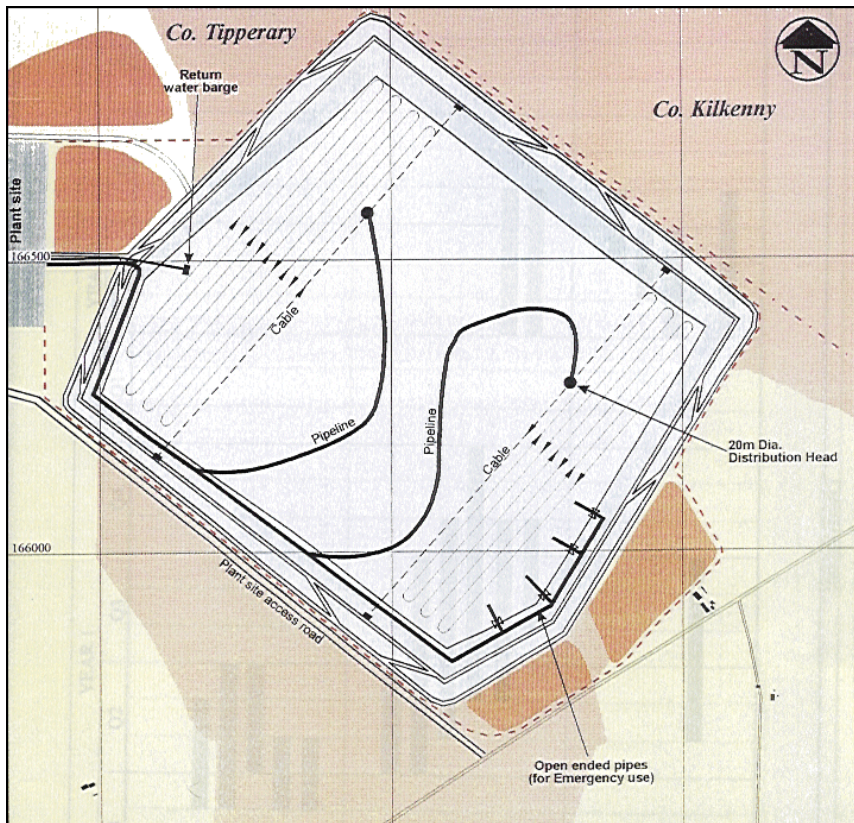 Co. Tipperary
N
Return
water barge
Co. Kilkenny
Plant site
166500
Cable
Pipeline
Pipeline
Cable
20m Dia.
Distribution Head
166000
Plant site access road
Open ended pipes
(for Emergency use)